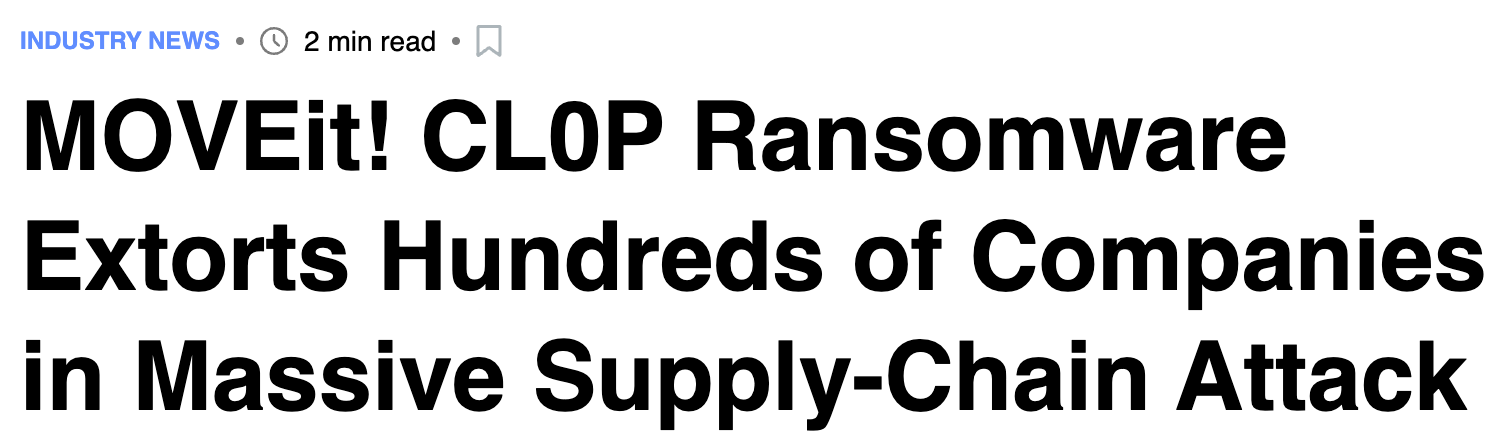 INDUSTRY NEWS • 2 min read •
MOVEit! CL0P Ransomware
Extorts Hundreds of Companies
in Massive Supply-Chain Attack